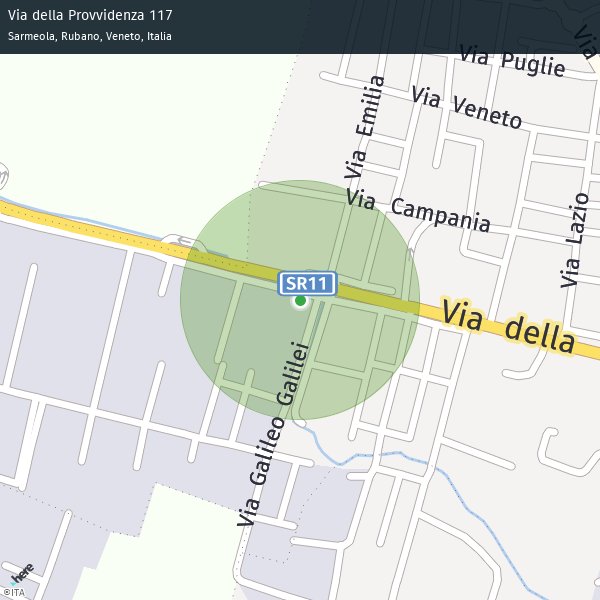 Via della Provvidenza 117
Sarmeola, Rubano, Veneto, Italia
Via
Via Puglie
Via Veneto
Via Emilia
Via Campania
Via Lazio
SR11
Via della
Via Galileo Galilei
here
©ITA